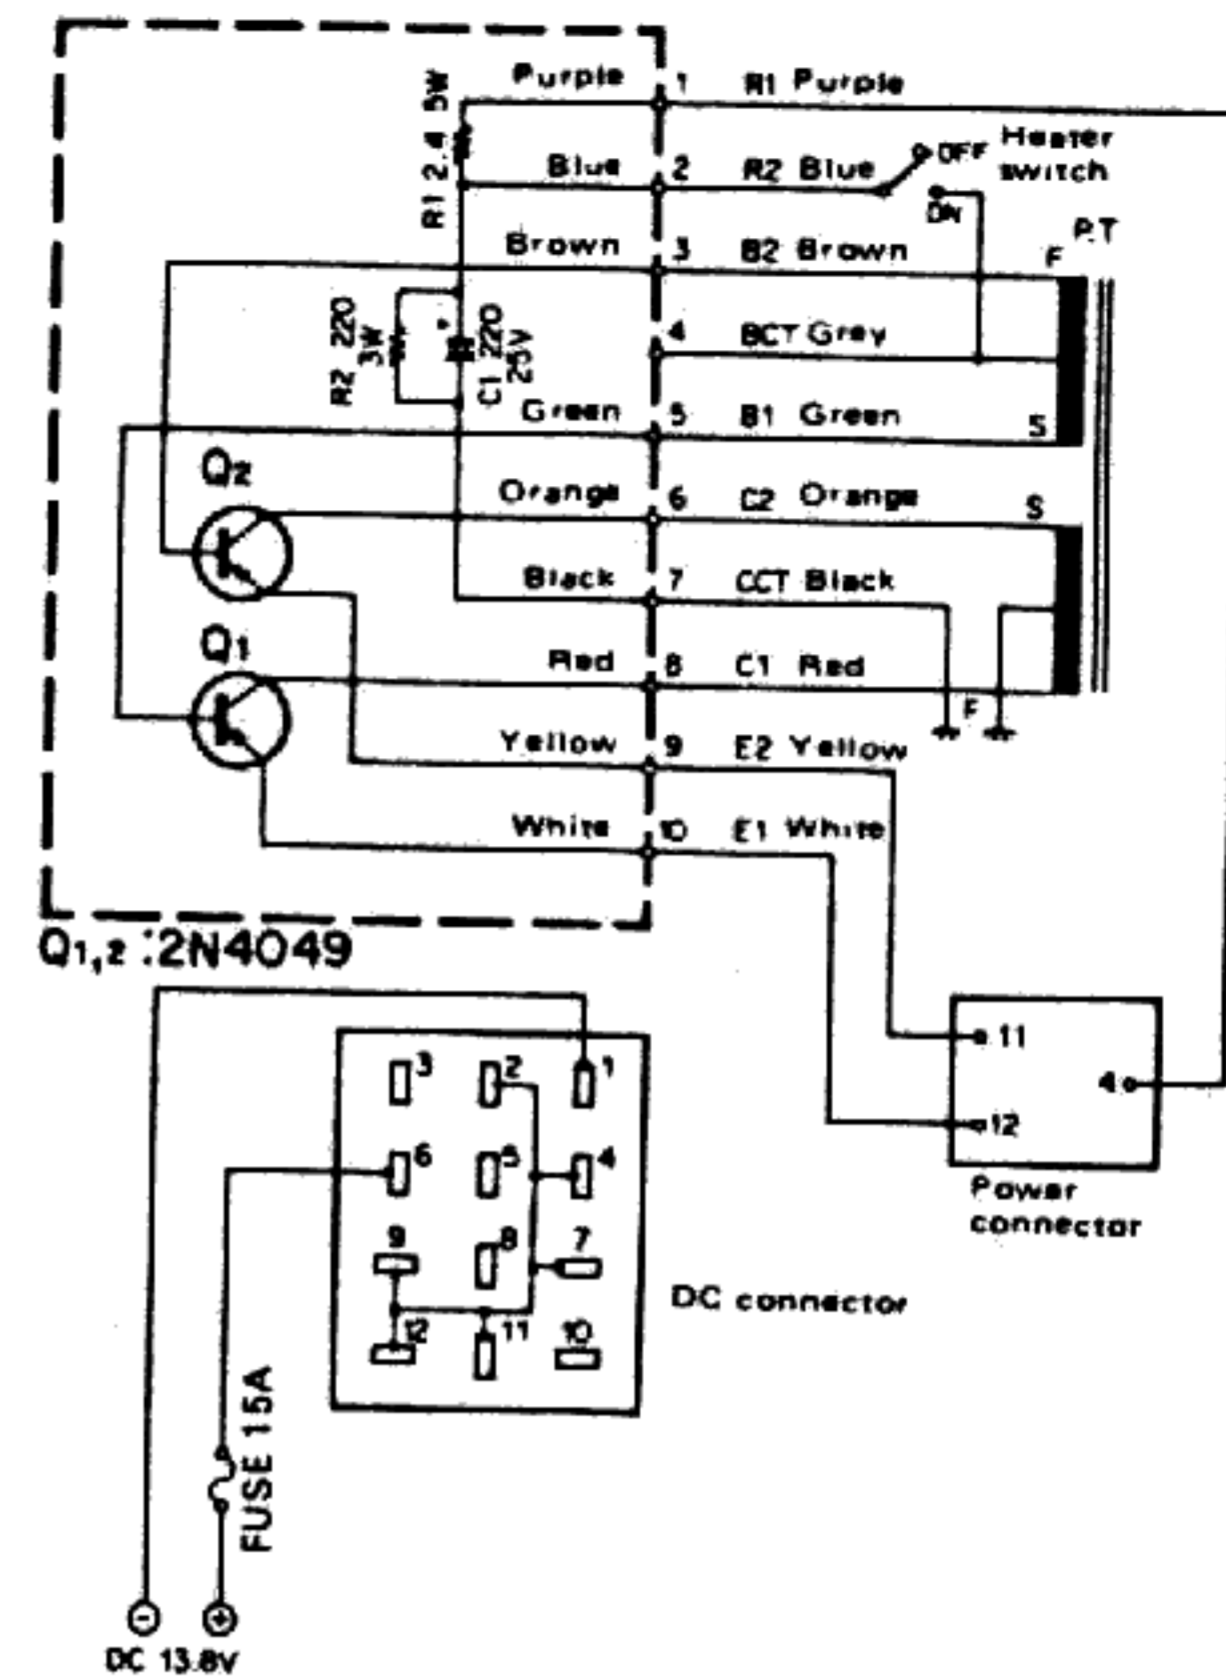 Purple 1 R1 Purple
R1 2.4 5W
Blue 2 R2 Blue
OFF
ON
Heater
switch
P.T
Brown 3 B2 Brown F
R2 220
3W
C1 220
25V
+
4 BCT Grey
Green 5 B1 Green S
Q2
Orange 6 C2 Orange S
Black 7 CCT Black
Q1
Red 8 C1 Red
F
Yellow 9 E2 Yellow
White 10 E1 White
Q1,2 :2N4049
11
4
12
Power
connector
3 2 1
6 5 4
9 8 7
12 11 10
DC connector
FUSE 15A
- +
DC 13.8V